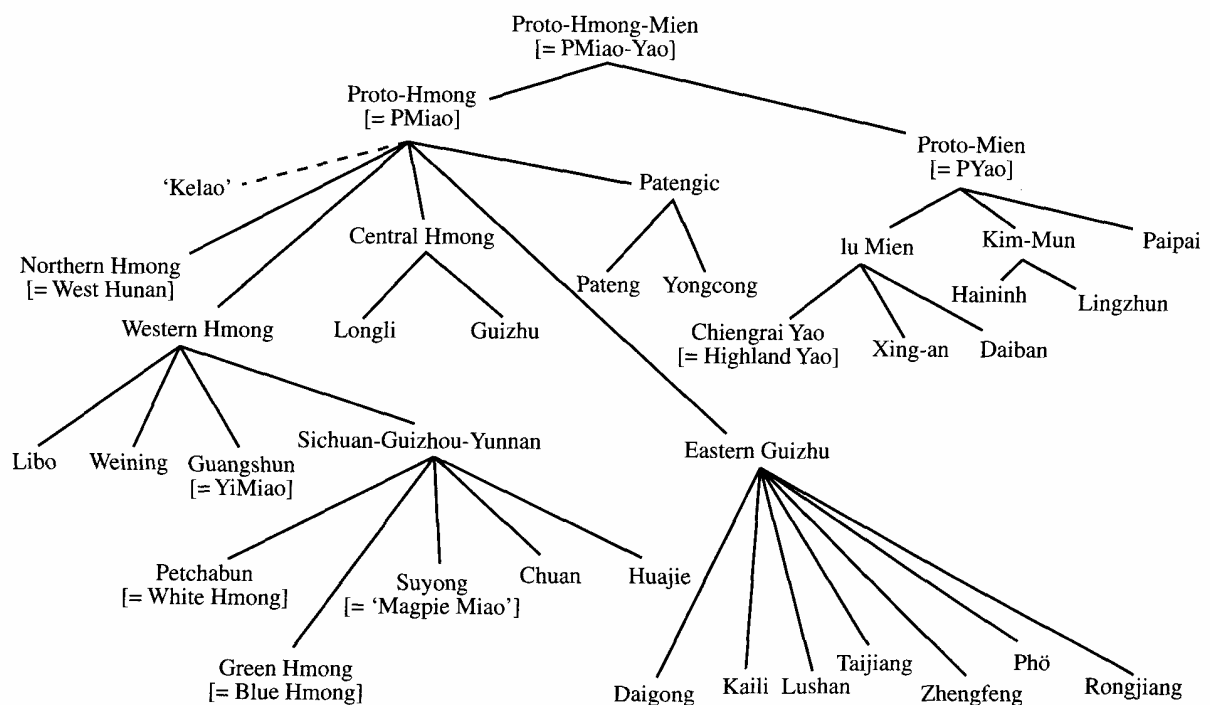 Proto-Hmong-Mien
[= PMiao-Yao]
Proto-Hmong
[= PMiao]
Proto-Mien
[= PYao]
'Kelao'
Patengic
Northern Hmong
[= West Hunan]
Central Hmong
Iu Mien
Kim-Mun
Paipai
Pateng
Yongcong
Haininh
Lingzhun
Western Hmong
Longli
Guizhu
Chiengrai Yao
[= Highland Yao]
Xing-an
Daiban
Libo
Weining
Guangshun
[= YiMiao]
Sichuan-Guizhou-Yunnan
Eastern Guizhu
Petchabun
[= White Hmong]
Suyong
[= 'Magpie Miao']
Chuan
Huajie
Green Hmong
[= Blue Hmong]
Daigong
Kaili
Lushan
Taijiang
Zhengfeng
Phö
Rongjiang